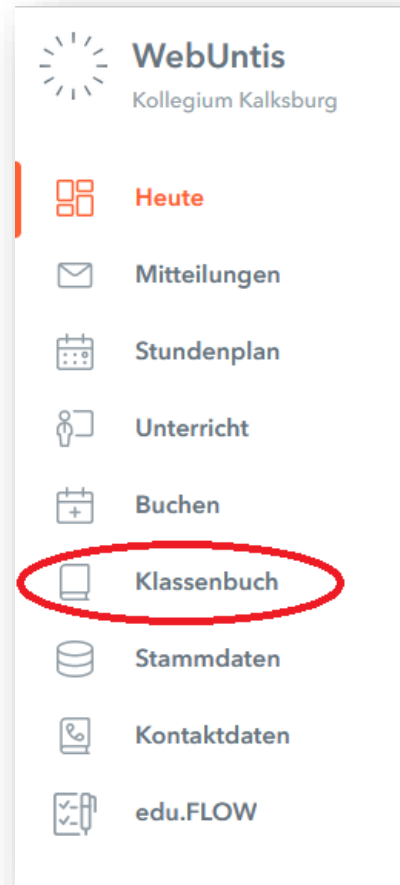 WebUntis
Kollegium Kalksburg
Heute
Mitteilungen
Stundenplan
Unterricht
Buchen
Klassenbuch
Stammdaten
Kontaktdaten
edu.FLOW